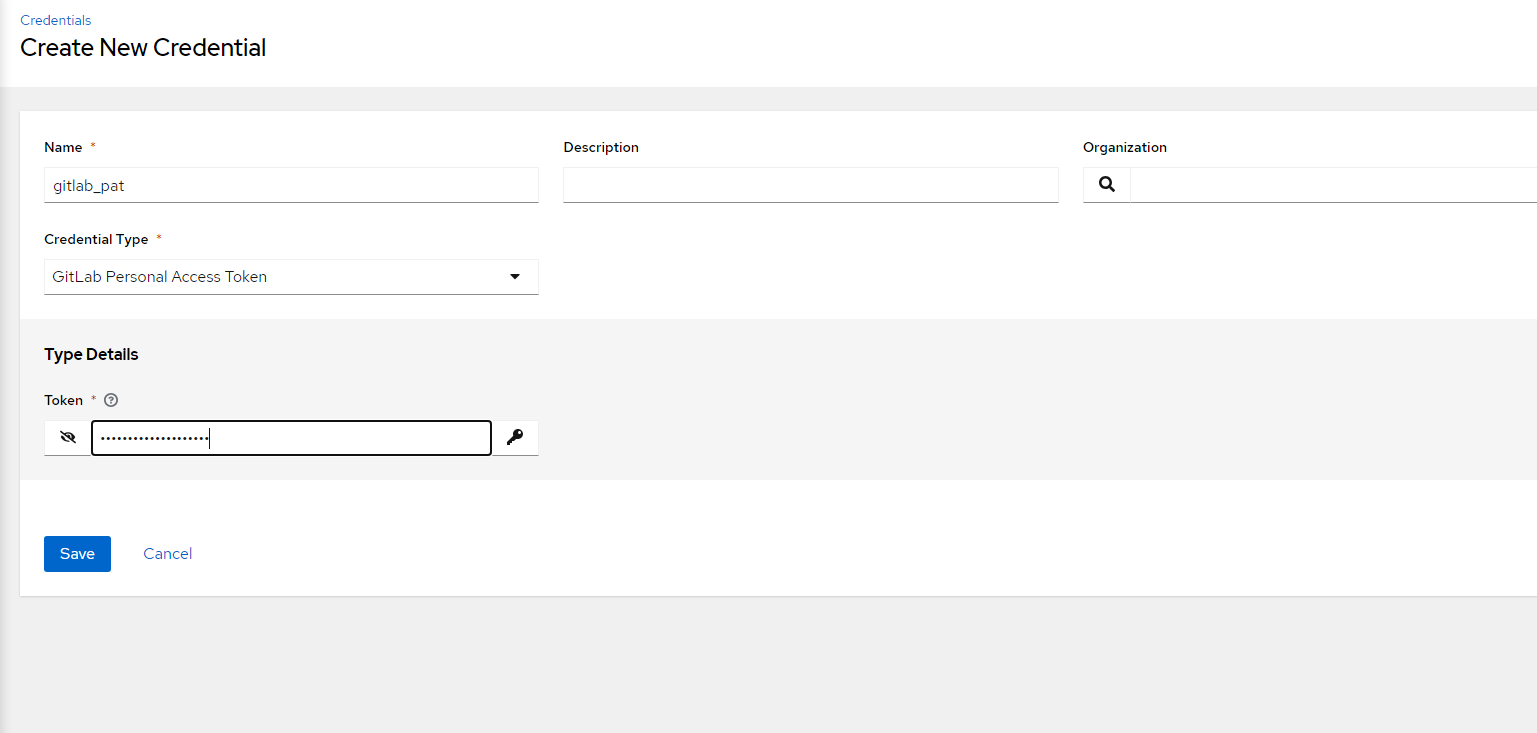 Credentials
Create New Credential
Name *
Description
Organization
gitlab_pat
Credential Type *
GitLab Personal Access Token
Type Details
Token *
••••••••••••••••••••
Save
Cancel